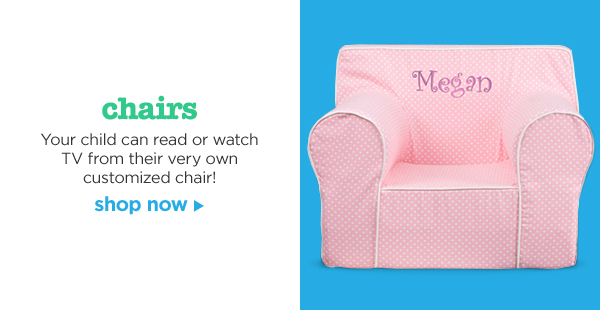 chairs
Your child can read or watch
TV from their very own
customized chair!
shop now
Megan